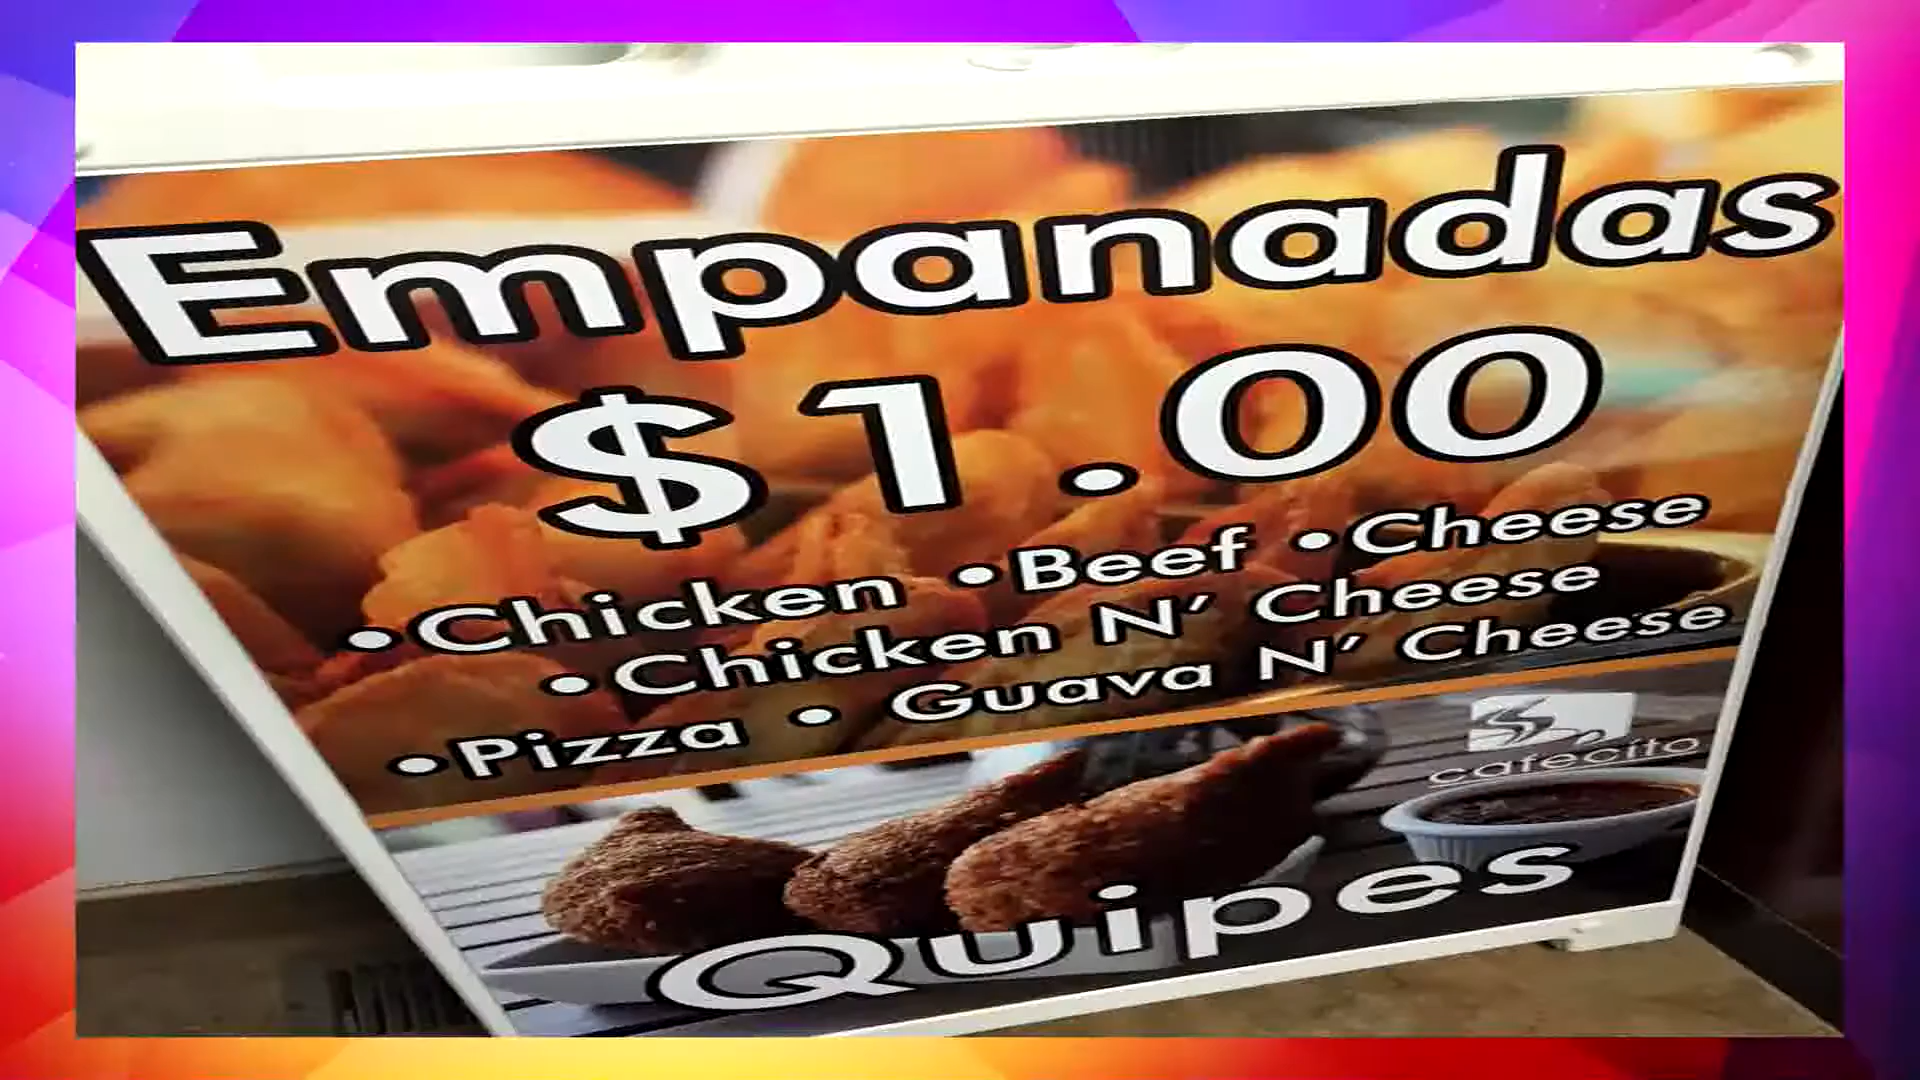 Empanadas
$1.00
•Chicken •Beef •Cheese
•Chicken N' Cheese
•Pizza • Guava N' Cheese
cafecito
Quipes